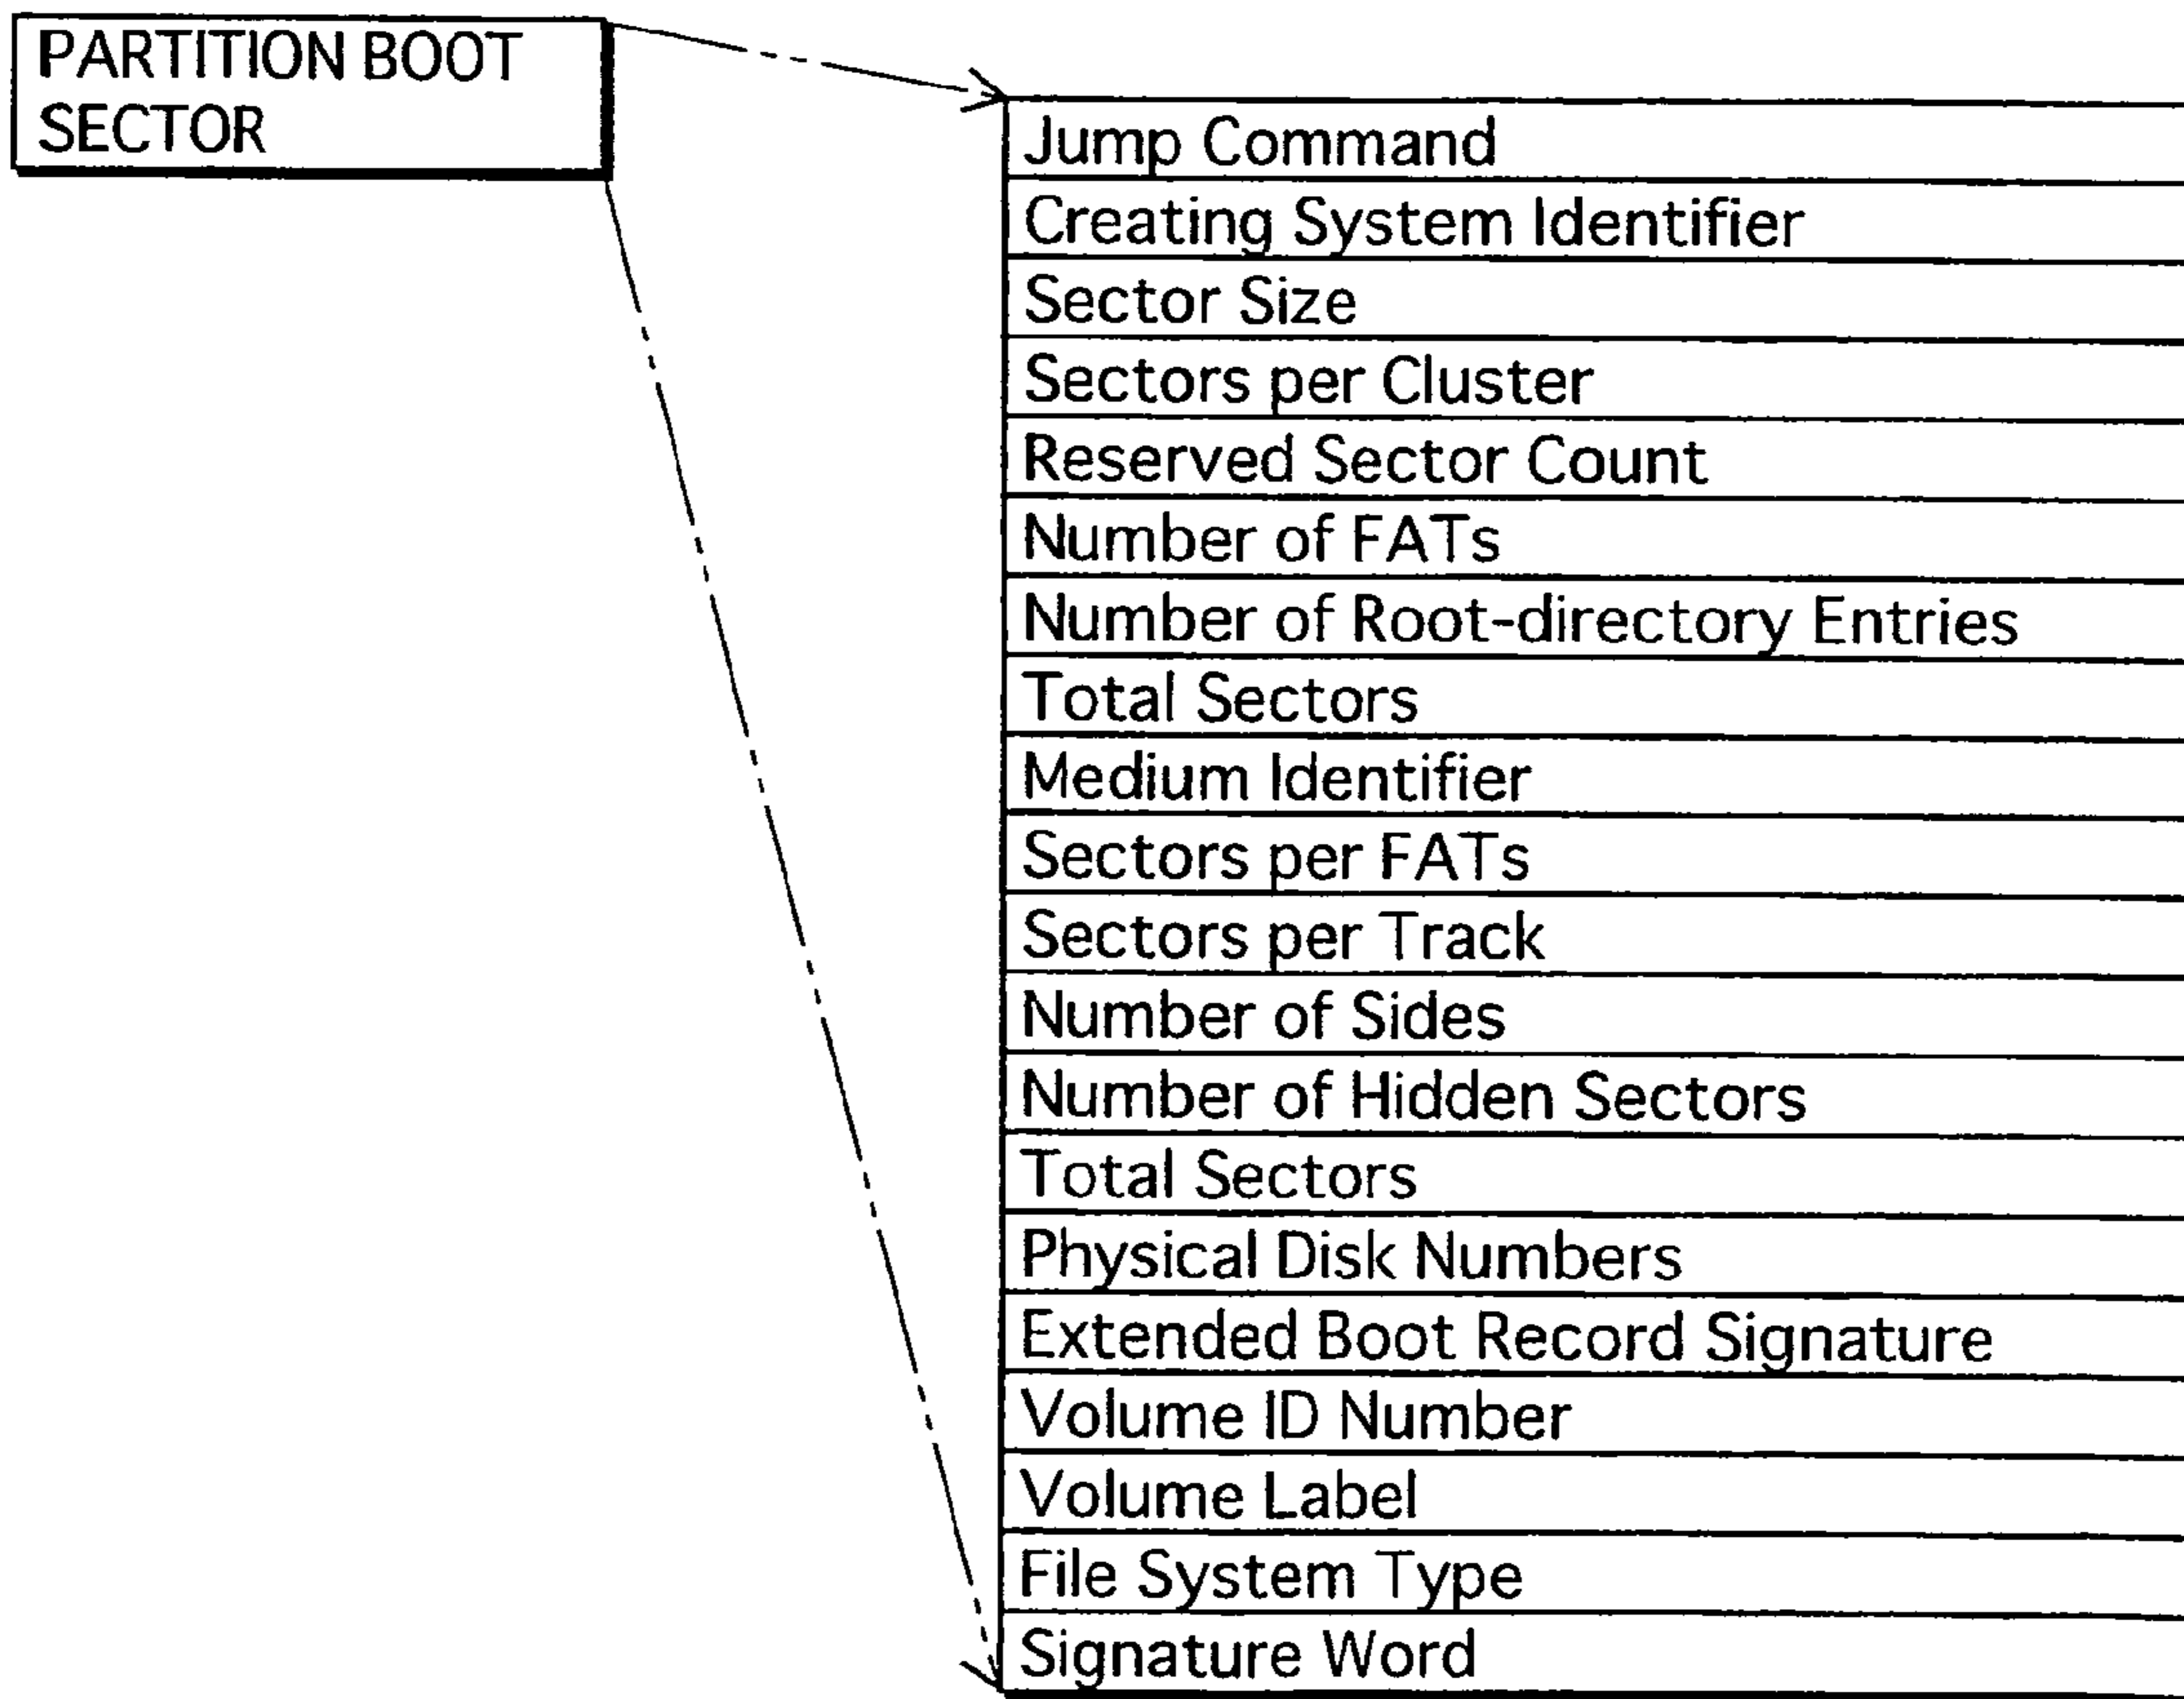 PARTITION BOOT
SECTOR
Jump Command
Creating System Identifier
Sector Size
Sectors per Cluster
Reserved Sector Count
Number of FATs
Number of Root-directory Entries
Total Sectors
Medium Identifier
Sectors per FATs
Sectors per Track
Number of Sides
Number of Hidden Sectors
Total Sectors
Physical Disk Numbers
Extended Boot Record Signature
Volume ID Number
Volume Label
File System Type
Signature Word